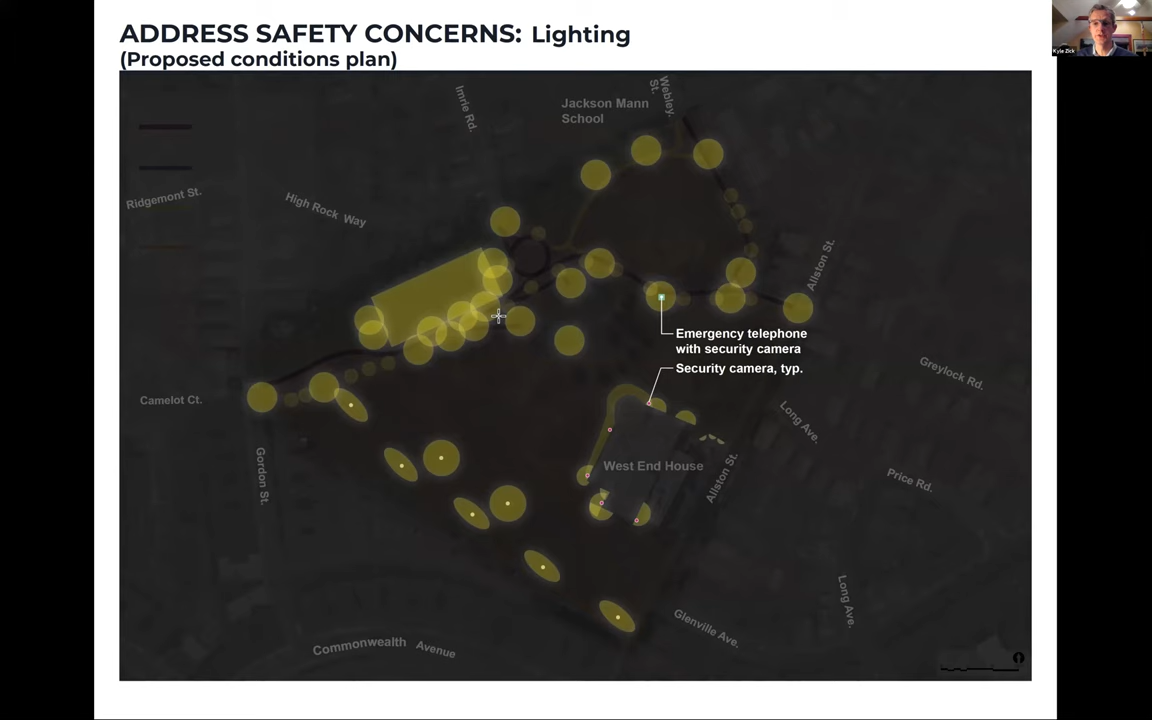 ADDRESS SAFETY CONCERNS: Lighting
(Proposed conditions plan)
Kyle Zick
Imrie Rd.
Jackson Mann
School
Webley
St.
Ridgemont St.
High Rock Way
Allston St.
Emergency telephone
with security camera
Security camera, typ.
Camelot Ct.
Greylock Rd.
Long Ave.
West End House
Gordon St.
Allston St.
Price Rd.
Long Ave.
Glenville Ave.
Commonwealth Avenue